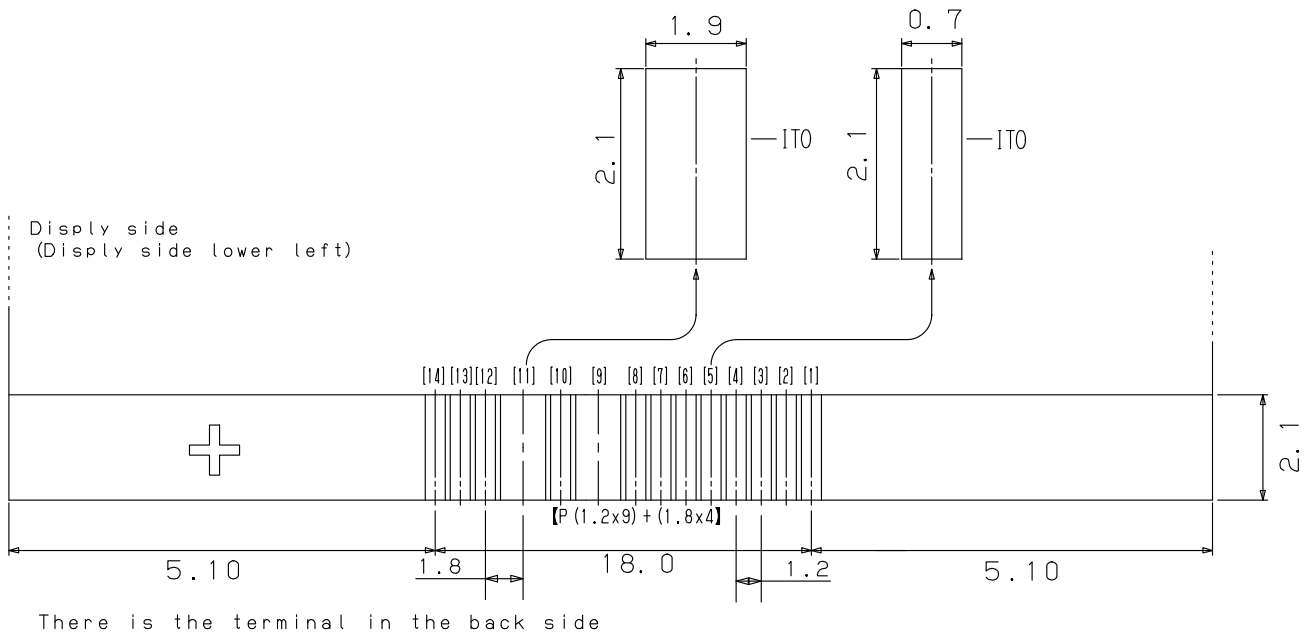 1.9
0.7
2.1
ITO
2.1
ITO
Disply side
(Disply side lower left)
[14] [13] [12] [11] [10] [9] [8] [7] [6] [5] [4] [3] [2] [1]
2.1
【P (1.2x9) + (1.8x4】
5.10
1.8
18.0
1.2
5.10
There is the terminal in the back side